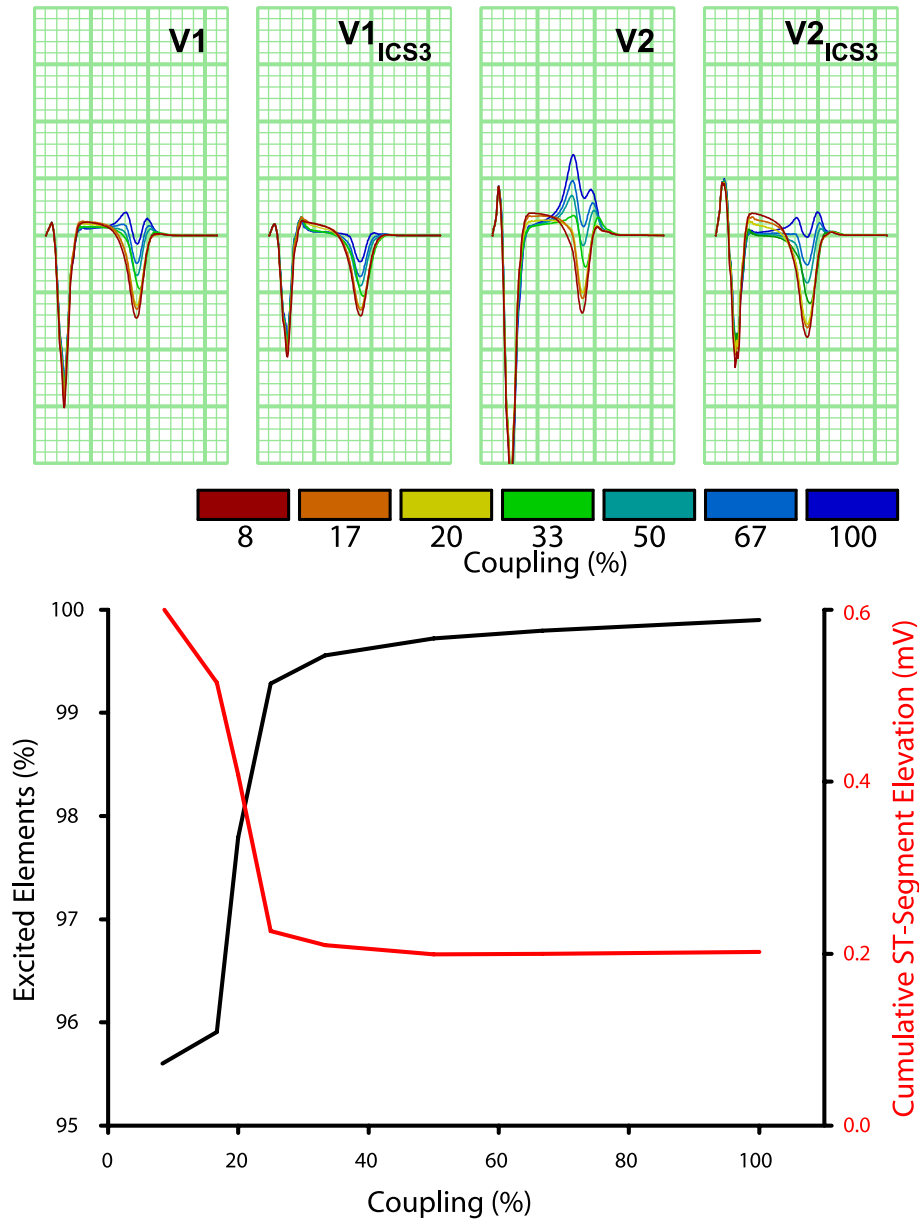 V1
V1ICS3
V2
V2ICS3
8 17 20 33 50 67 100
Coupling (%)
Excited Elements (%)
100
99
98
97
96
95
0 20 40 60 80 100
Coupling (%)
0.6
0.4
0.2
0.0
Cumulative ST-Segment Elevation (mV)